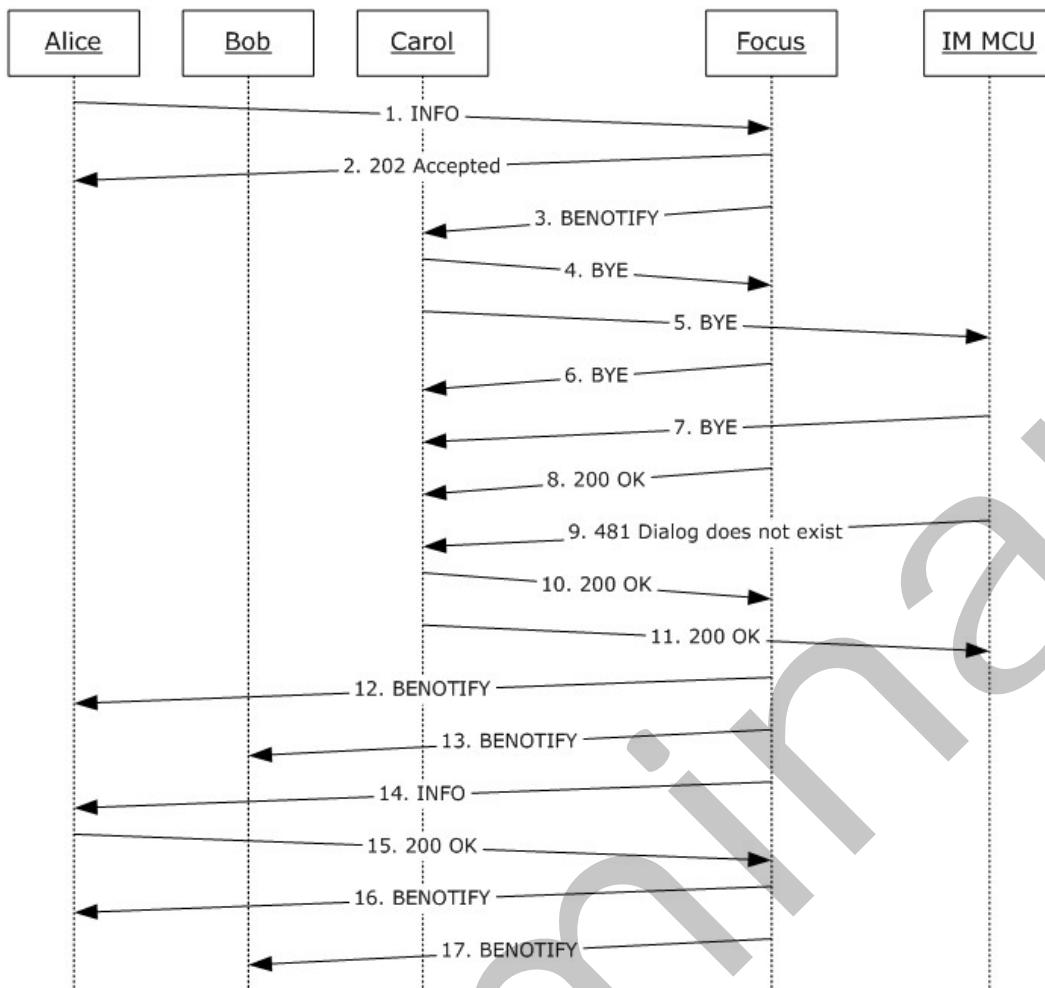 Alice
Bob
Carol
Focus
IM MCU
1. INFO
2. 202 Accepted
3. BENOTIFY
4. BYE
5. BYE
6. BYE
7. BYE
8. 200 OK
9. 481 Dialog does not exist
10. 200 OK
11. 200 OK
12. BENOTIFY
13. BENOTIFY
14. INFO
15. 200 OK
16. BENOTIFY
17. BENOTIFY
mina